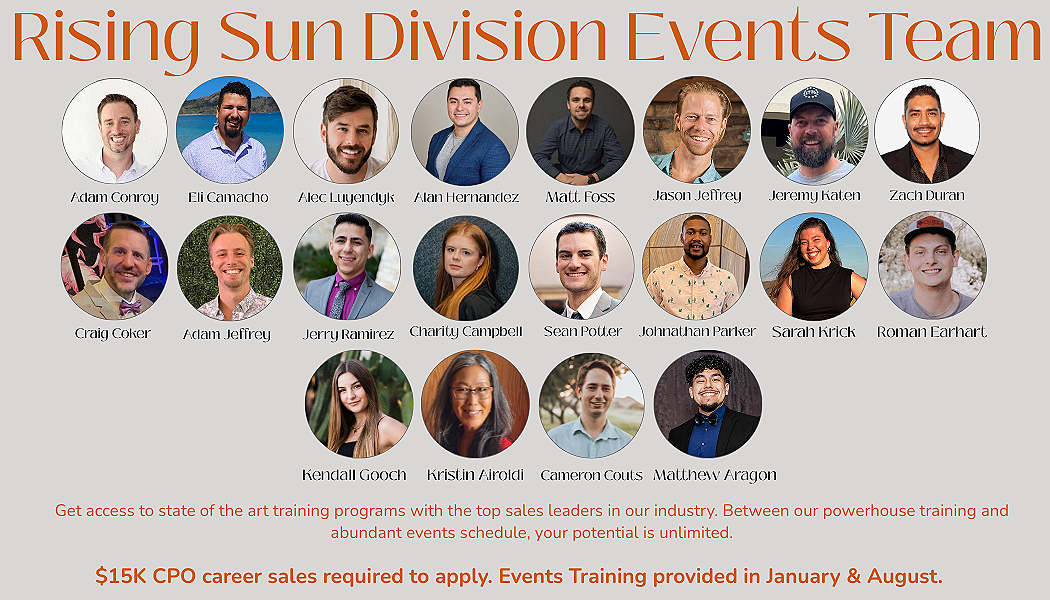 Rising Sun Division Events Team
Adam Conroy Eli Camacho Alec Luyendyk Alan Hernandez Matt Foss Jason Jeffrey Jeremy Katen Zach Duran
Craig Coker Adam Jeffrey Jerry Ramirez Charity Campbell Sean Potter Johnathan Parker Sarah Krick Roman Earhart
Kendall Gooch Kristin Airoldi Cameron Couts Matthew Aragon
Get access to state of the art training programs with the top sales leaders in our industry. Between our powerhouse training and
abundant events schedule, your potential is unlimited.
$15K CPO career sales required to apply. Events Training provided in January & August.